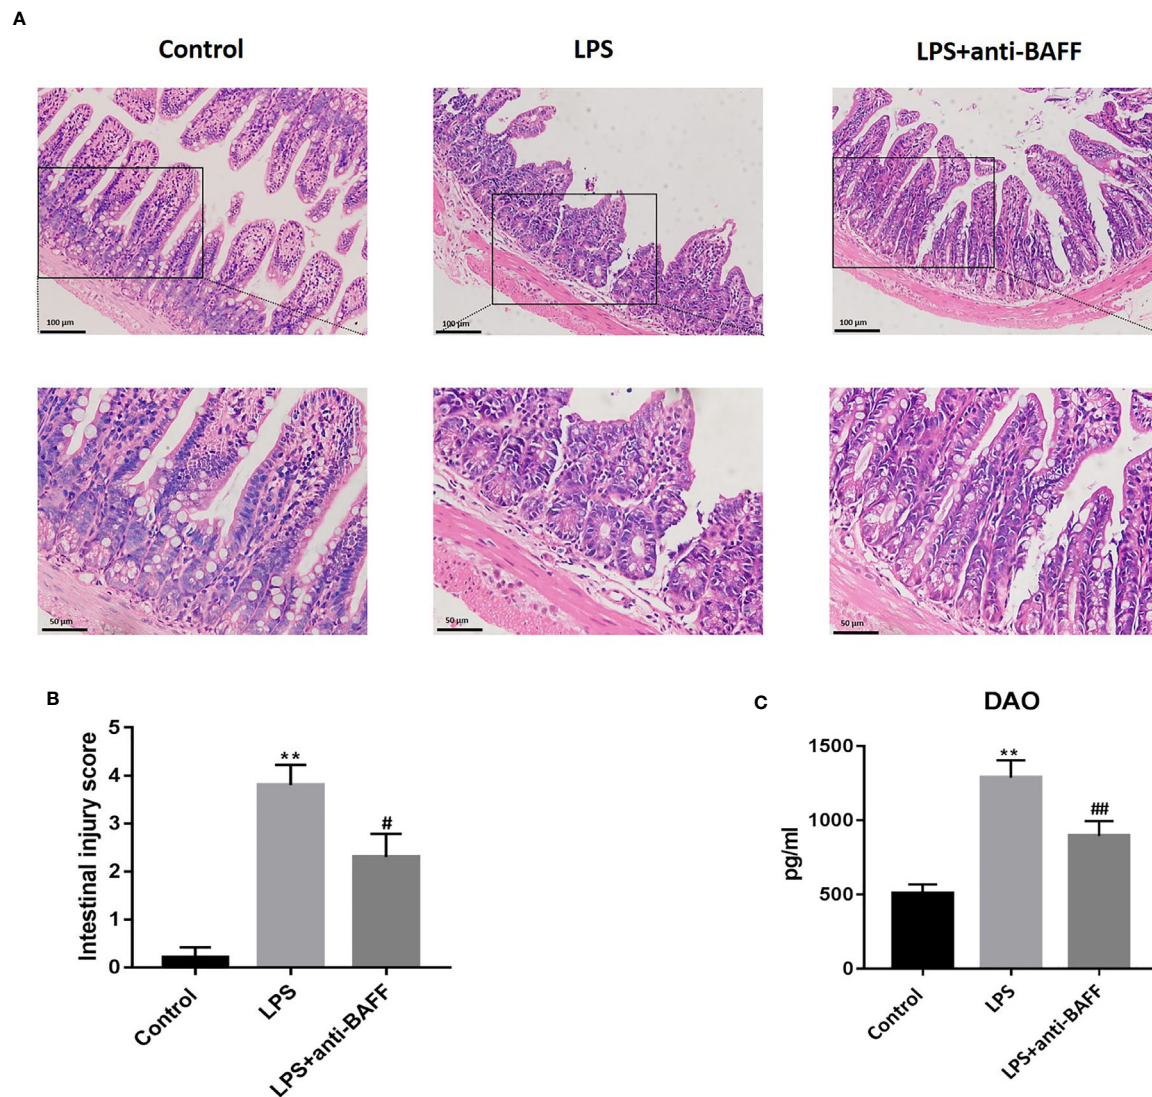 A
Control
LPS
LPS+anti-BAFF
100 µm
100 µm
100 µm
50 µm
50 µm
50 µm
B
Intestinal injury score
5
4
3
2
1
0
**
#
Control
LPS
LPS+anti-BAFF
C
DAO
pg/ml
1500
1000
500
0
**
##
Control
LPS
LPS+anti-BAFF